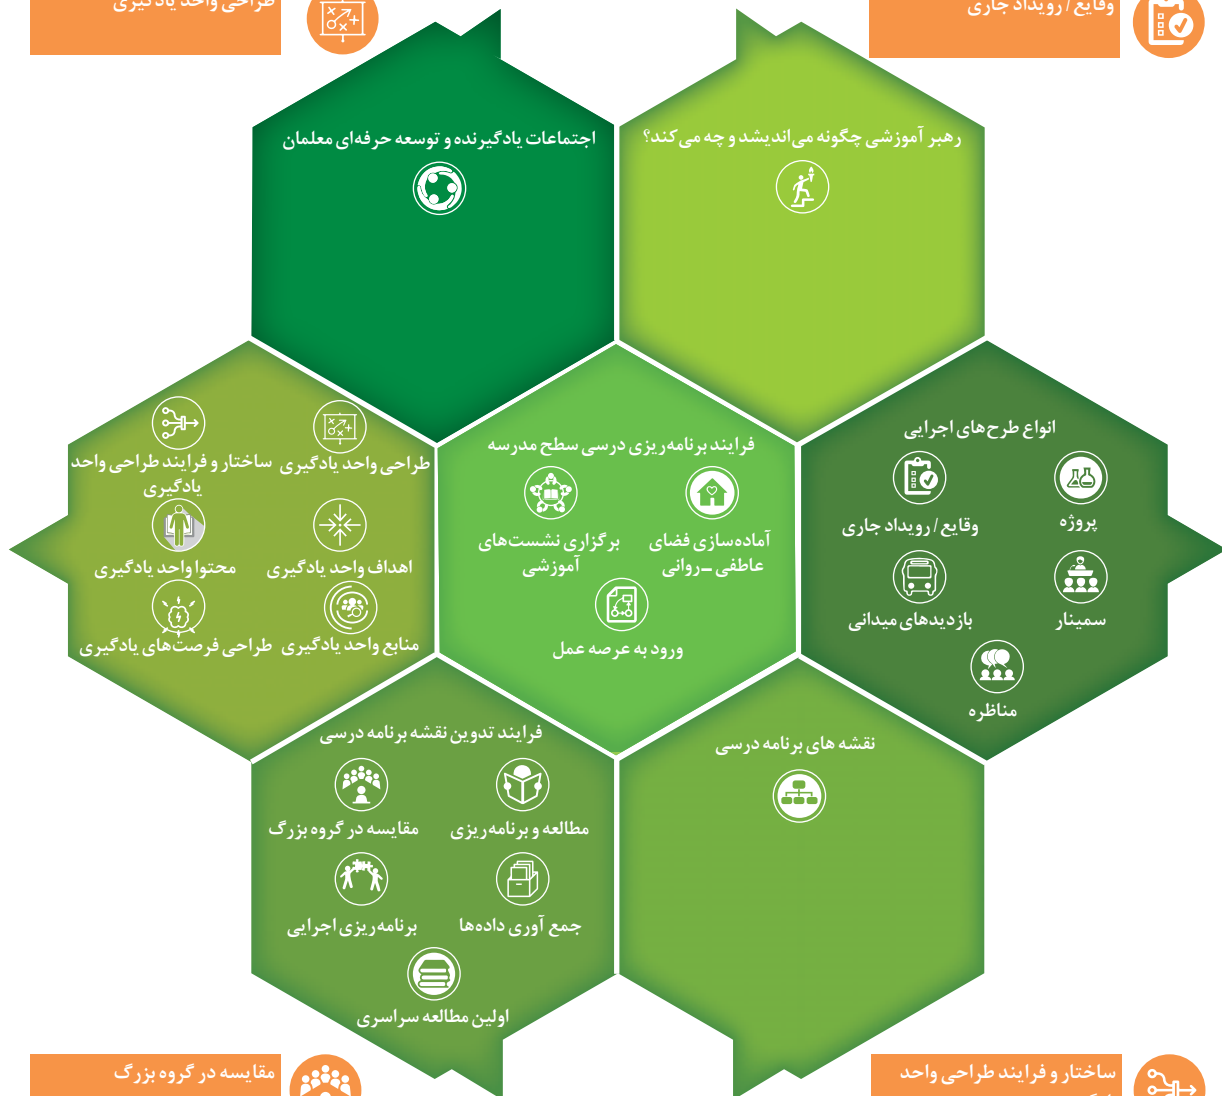 وقایع / رویداد جاری
طراحی واحد یادگیری
رهبر آموزشی چگونه می‌اندیشد و چه می‌کند؟
اجتماعات یادگیرنده و توسعه حرفه‌ای معلمان
انواع طرح‌های اجرایی
پروژه
وقایع / رویداد جاری
سمینار
بازدیدهای میدانی
مناظره
فرایند برنامه‌ریزی درسی سطح مدرسه
آماده‌سازی فضای
عاطفی – روانی
برگزاری نشست‌های
آموزشی
ورود به عرصه عمل
طراحی واحد یادگیری
ساختار و فرایند طراحی واحد
یادگیری
اهداف واحد یادگیری
محتوا واحد یادگیری
منابع واحد یادگیری
طراحی فرصت‌های یادگیری
نقشه های برنامه درسی
فرایند تدوین نقشه برنامه درسی
مطالعه و برنامه‌ریزی
مقایسه در گروه بزرگ
جمع آوری داده‌ها
برنامه‌ریزی اجرایی
اولین مطالعه سراسری
ساختار و فرایند طراحی واحد
مقایسه در گروه بزرگ